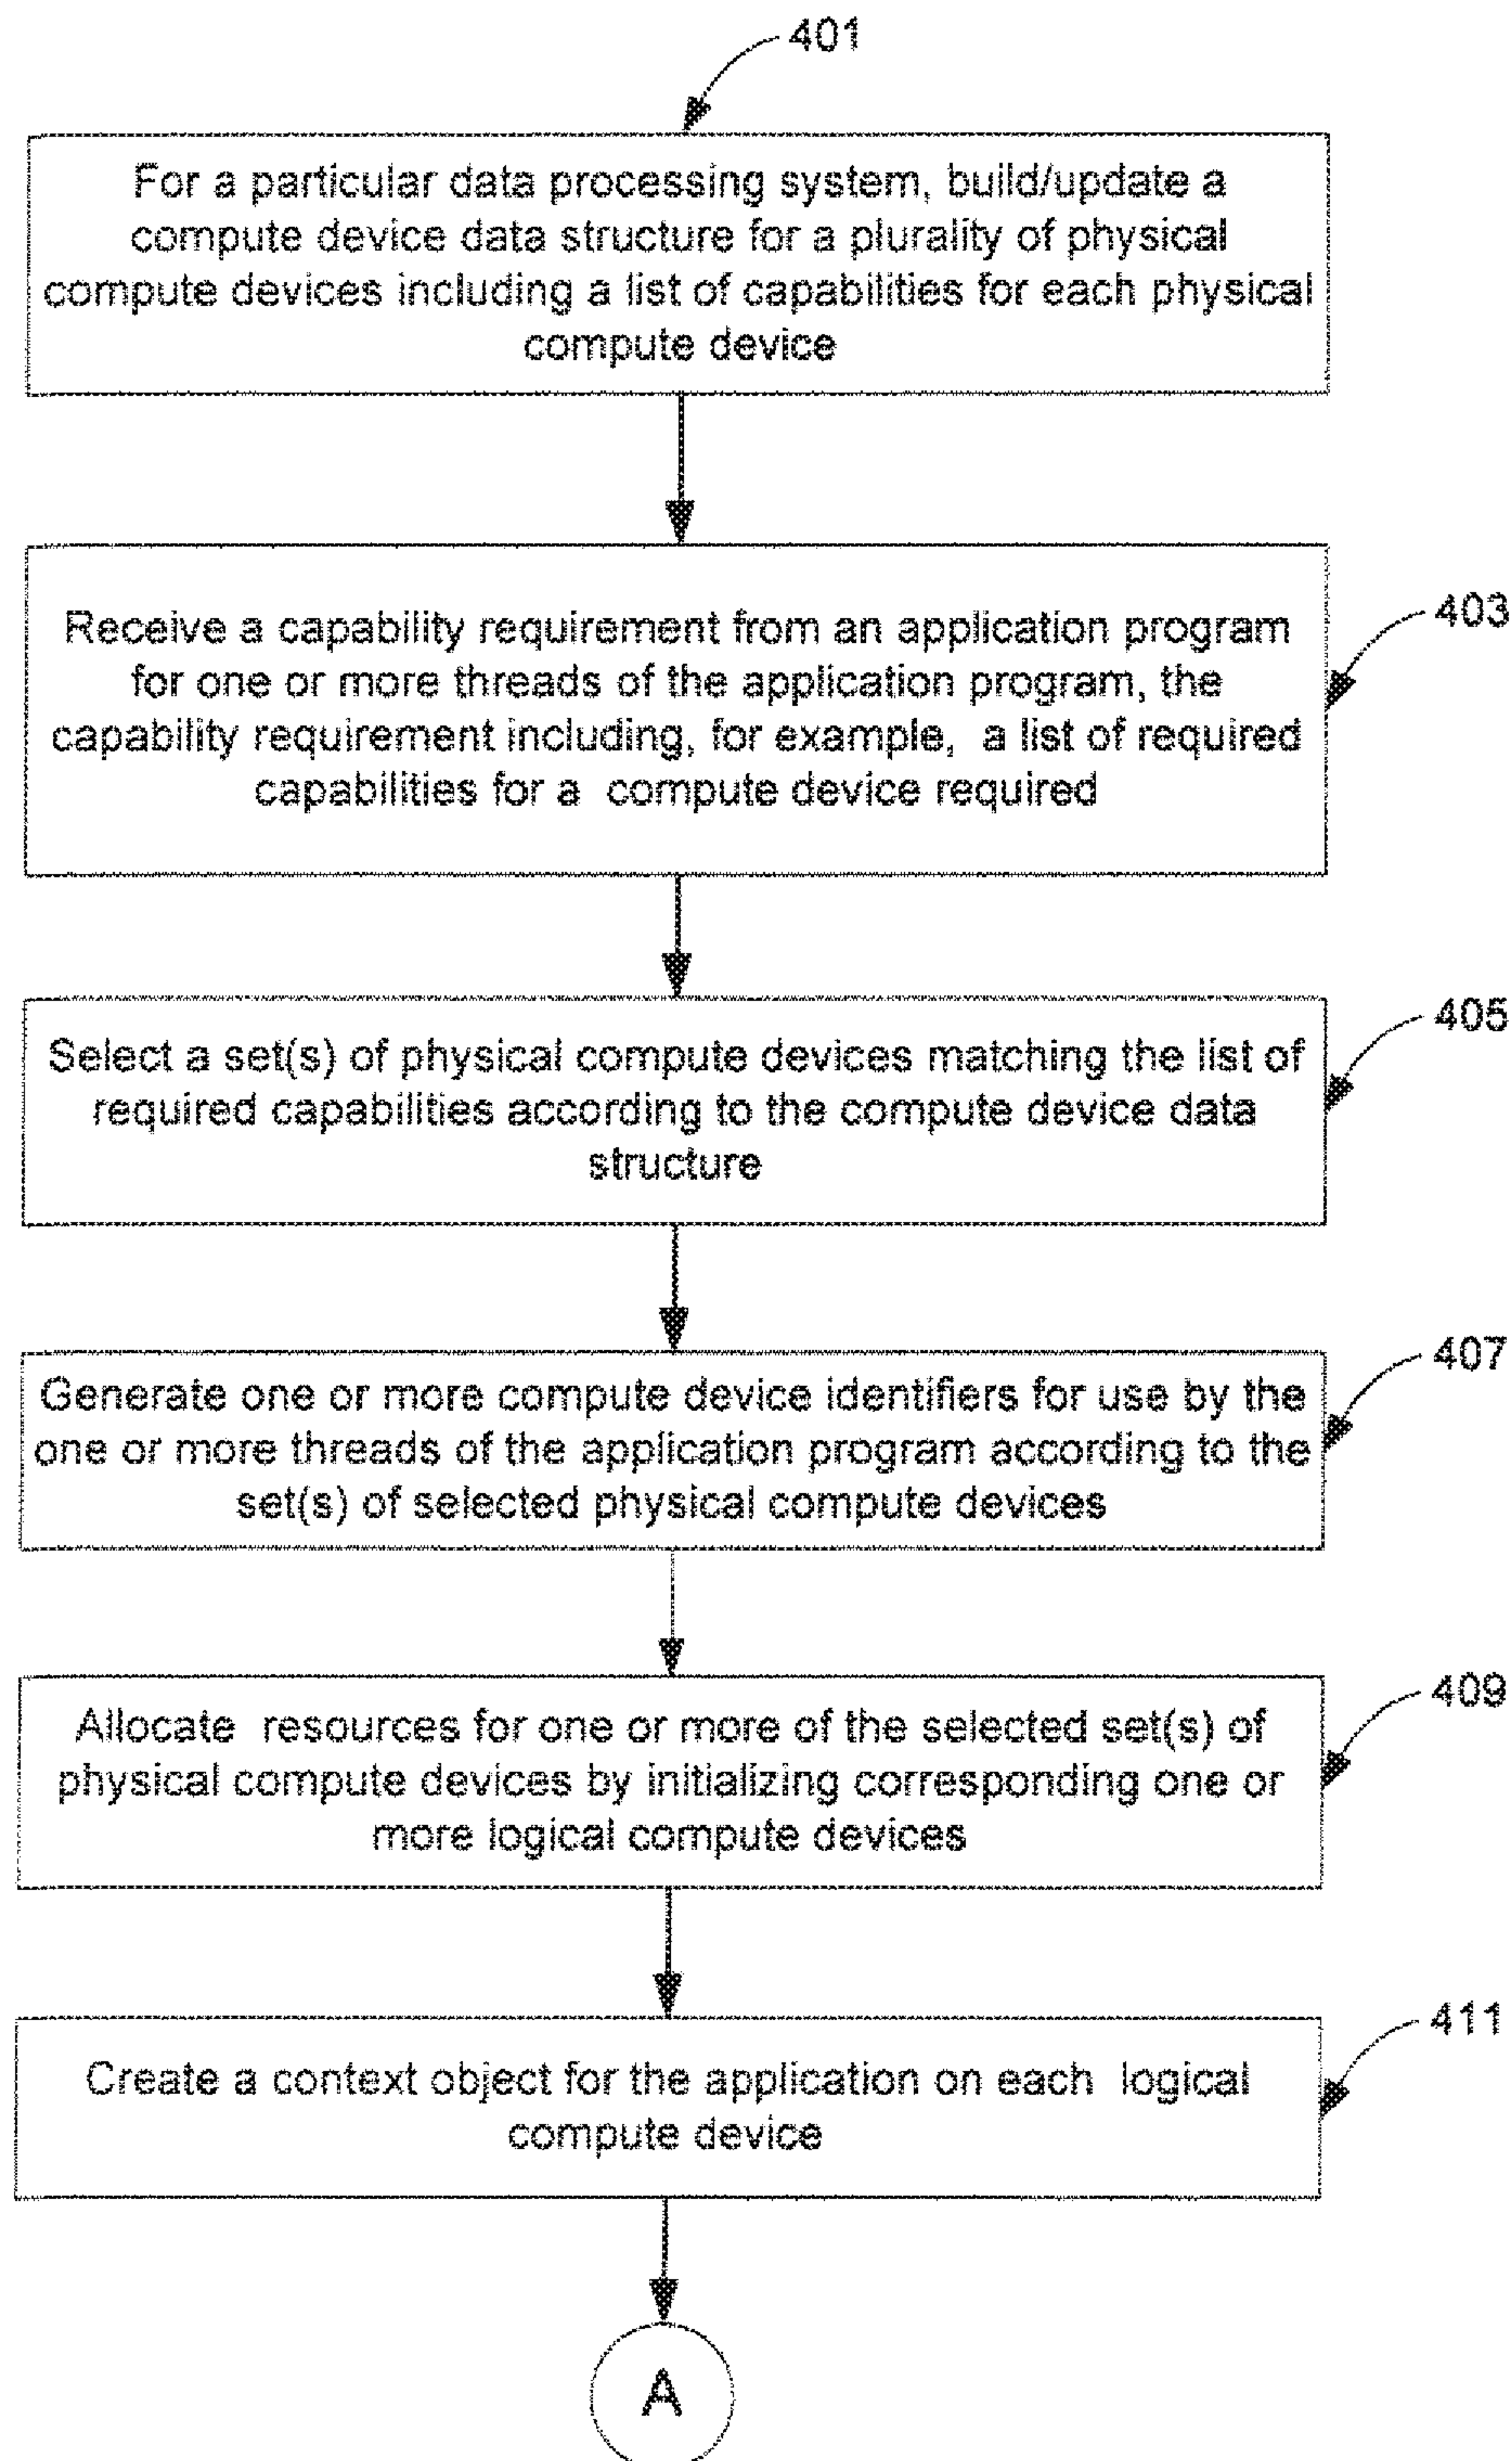 401
For a particular data processing system, build/update a
compute device data structure for a plurality of physical
compute devices including a list of capabilities for each physical
compute device
403
Receive a capability requirement from an application program
for one or more threads of the application program, the
capability requirement including, for example, a list of required
capabilities for a compute device required
405
Select a set(s) of physical compute devices matching the list of
required capabilities according to the compute device data
structure
407
Generate one or more compute device identifiers for use by the
one or more threads of the application program according to the
set(s) of selected physical compute devices
409
Allocate resources for one or more of the selected set(s) of
physical compute devices by initializing corresponding one or
more logical compute devices
411
Create a context object for the application on each logical
compute device
A